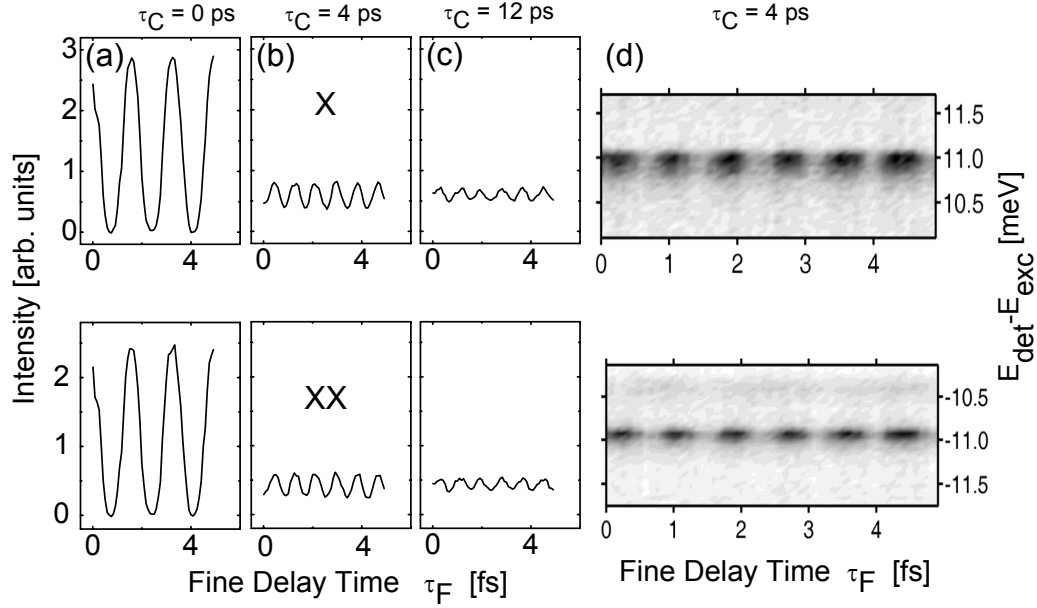 τC = 0 ps
τC = 4 ps
τC = 12 ps
τC = 4 ps
(a)
(b)
(c)
(d)
X
XX
Intensity [arb. units]
3
2
1
0
0 4
0 4
0 4
2
1
0
0 4
0 4
0 4
Fine Delay Time τF [fs]
11.5
11.0
10.5
0 1 2 3 4
-10.5
-11.0
-11.5
0 1 2 3 4
Fine Delay Time τF [fs]
Edet-Eexc [meV]